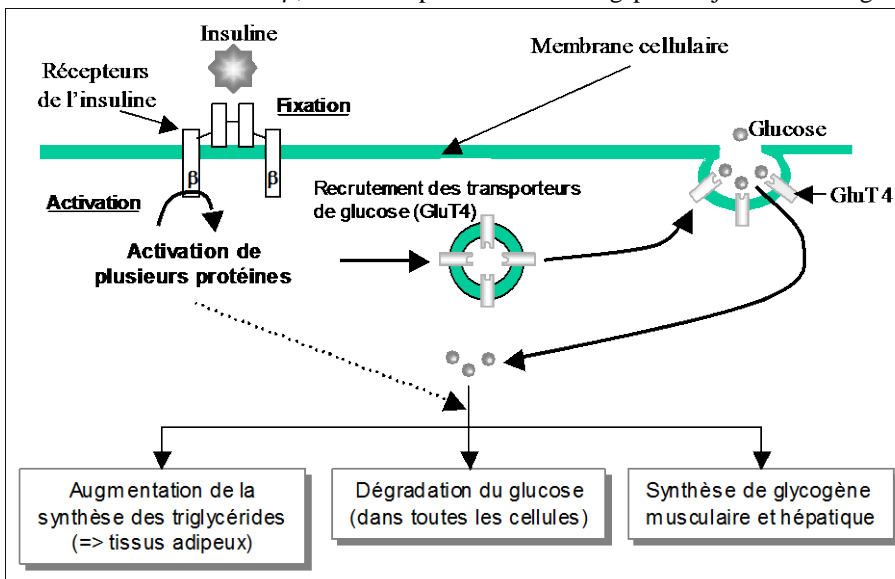 Insuline
Membrane cellulaire
Récepteurs
de l'insuline
Fixation
Glucose
β
β
Recrutement des transporteurs
de glucose (GluT4)
GluT4
Activation
Activation de
plusieurs protéines
Augmentation de la
synthèse des triglycérides
(=> tissus adipeux)
Dégradation du glucose
(dans toutes les cellules)
Synthèse de glycogène
musculaire et hépatique